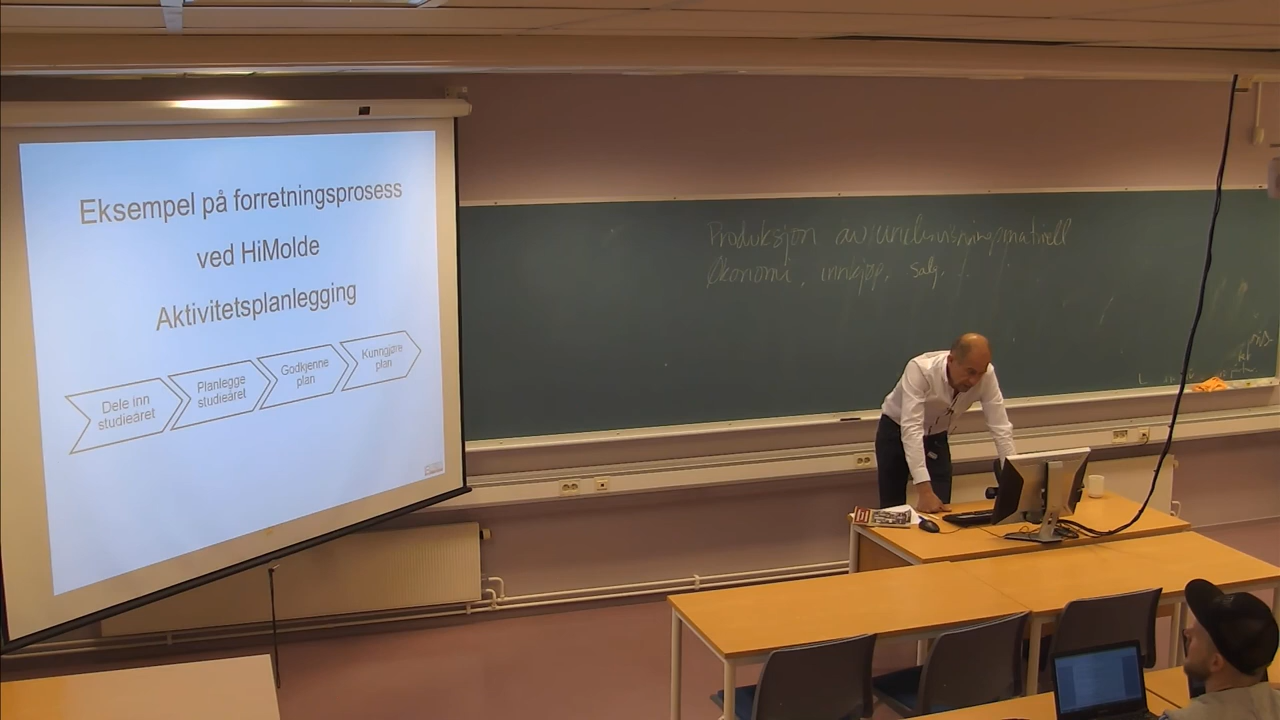 Eksempel på forretningsprosess
ved HiMolde
Aktivitetsplanlegging
Dele inn
studieåret
Planlegge
studieåret
Godkjenne
plan
Kunngjøre
plan
Produksjon av undervisningsmateriell
Økonomi, innkjøp, salg,